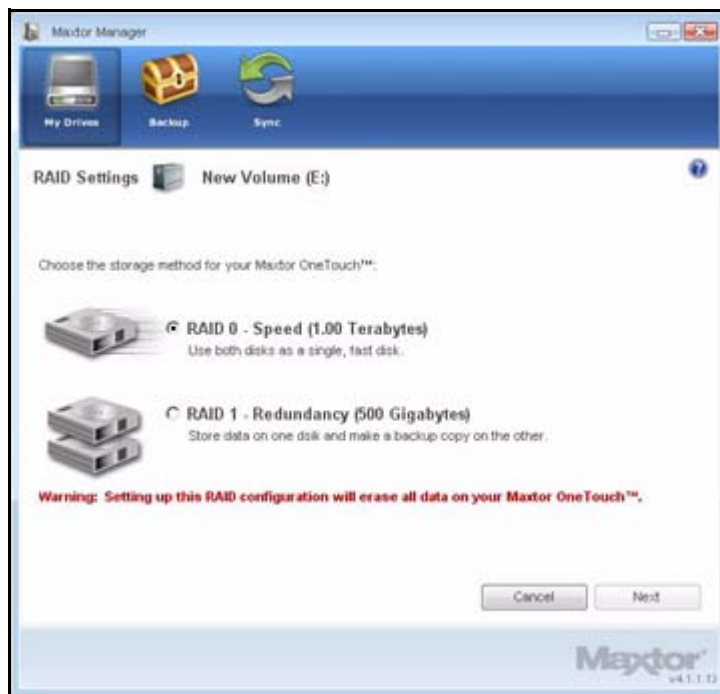 Maxtor Manager
My Drives
Backup
Sync
RAID Settings
New Volume (E:)
Choose the storage method for your Maxtor OneTouch™:
RAID 0 - Speed (1.00 Terabytes)
Use both disks as a single, fast disk.
RAID 1 - Redundancy (500 Gigabytes)
Store data on one dsik and make a backup copy on the other.
Warning: Setting up this RAID configuration will erase all data on your Maxtor OneTouch™.
Cancel
Next
Maxtor